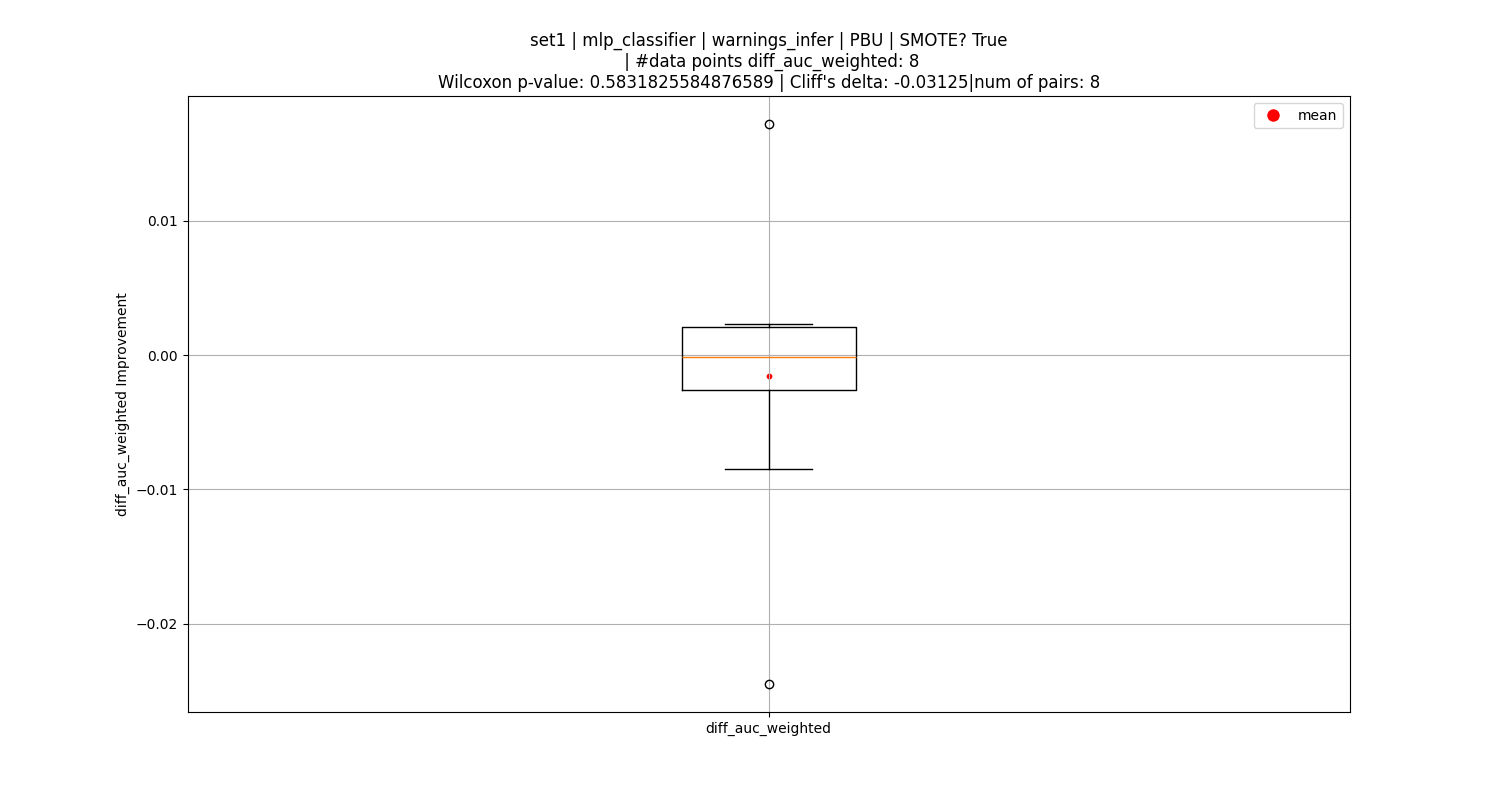 set1 | mlp_classifier | warnings_infer | PBU | SMOTE? True
| #data points diff_auc_weighted: 8
Wilcoxon p-value: 0.5831825584876589 | Cliff's delta: -0.03125|num of pairs: 8
mean
0.01
0.00
−0.01
−0.02
diff_auc_weighted Improvement
diff_auc_weighted